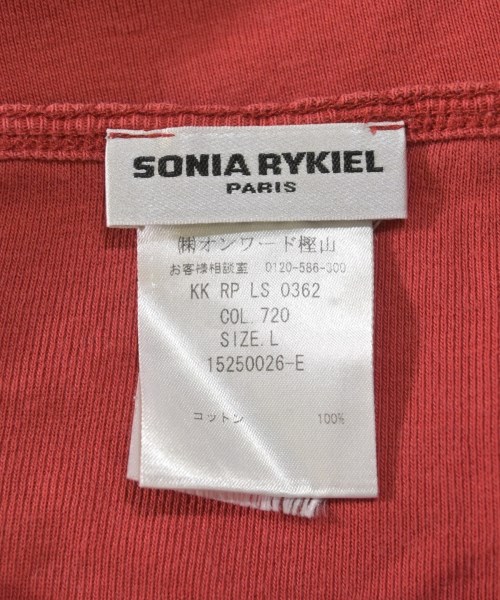 SONIA RYKIEL
PARIS
㈱オンワード樫山
お客様相談室 0120-586-300
KK RP LS 0362
COL. 720
SIZE. L
15250026-E
コットン 100%